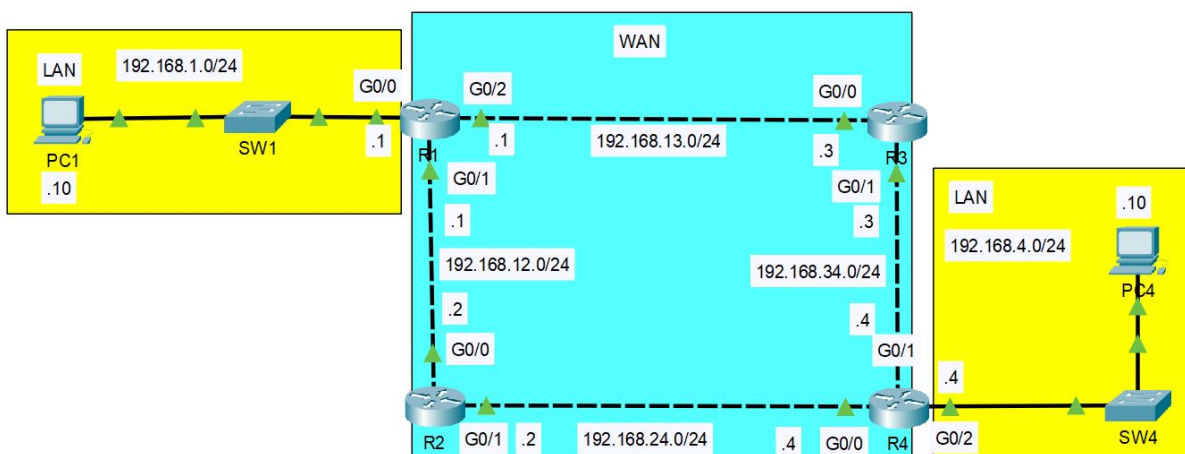 WAN
LAN
192.168.1.0/24
G0/0
G0/2
G0/0
PC1
SW1
.1
R1
.1
192.168.13.0/24
.3
R3
.10
G0/1
G0/1
LAN
.10
.1
.3
192.168.4.0/24
192.168.12.0/24
192.168.34.0/24
PC4
.2
.4
G0/0
G0/1
.4
R2
G0/1
.2
192.168.24.0/24
.4
G0/0
R4
G0/2
SW4